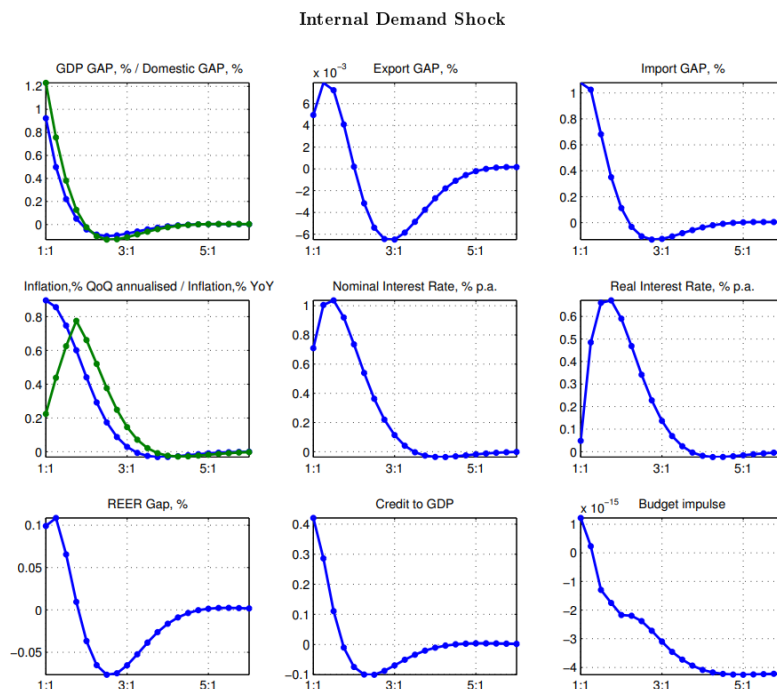 Internal Demand Shock
GDP GAP, % / Domestic GAP, %
1.2
1
0.8
0.6
0.4
0.2
0
1:1 3:1 5:1
Export GAP, %
x 10⁻³
6
4
2
0
−2
−4
−6
1:1 3:1 5:1
Import GAP, %
1
0.8
0.6
0.4
0.2
0
1:1 3:1 5:1
Inflation,% QoQ annualised / Inflation,% YoY
0.8
0.6
0.4
0.2
0
1:1 3:1 5:1
Nominal Interest Rate, % p.a.
1
0.8
0.6
0.4
0.2
0
1:1 3:1 5:1
Real Interest Rate, % p.a.
0.6
0.5
0.4
0.3
0.2
0.1
0
1:1 3:1 5:1
REER Gap, %
0.1
0.05
0
−0.05
1:1 3:1 5:1
Credit to GDP
0.4
0.3
0.2
0.1
0
−0.1
1:1 3:1 5:1
Budget impulse
x 10⁻¹⁵
1
0
−1
−2
−3
−4
1:1 3:1 5:1